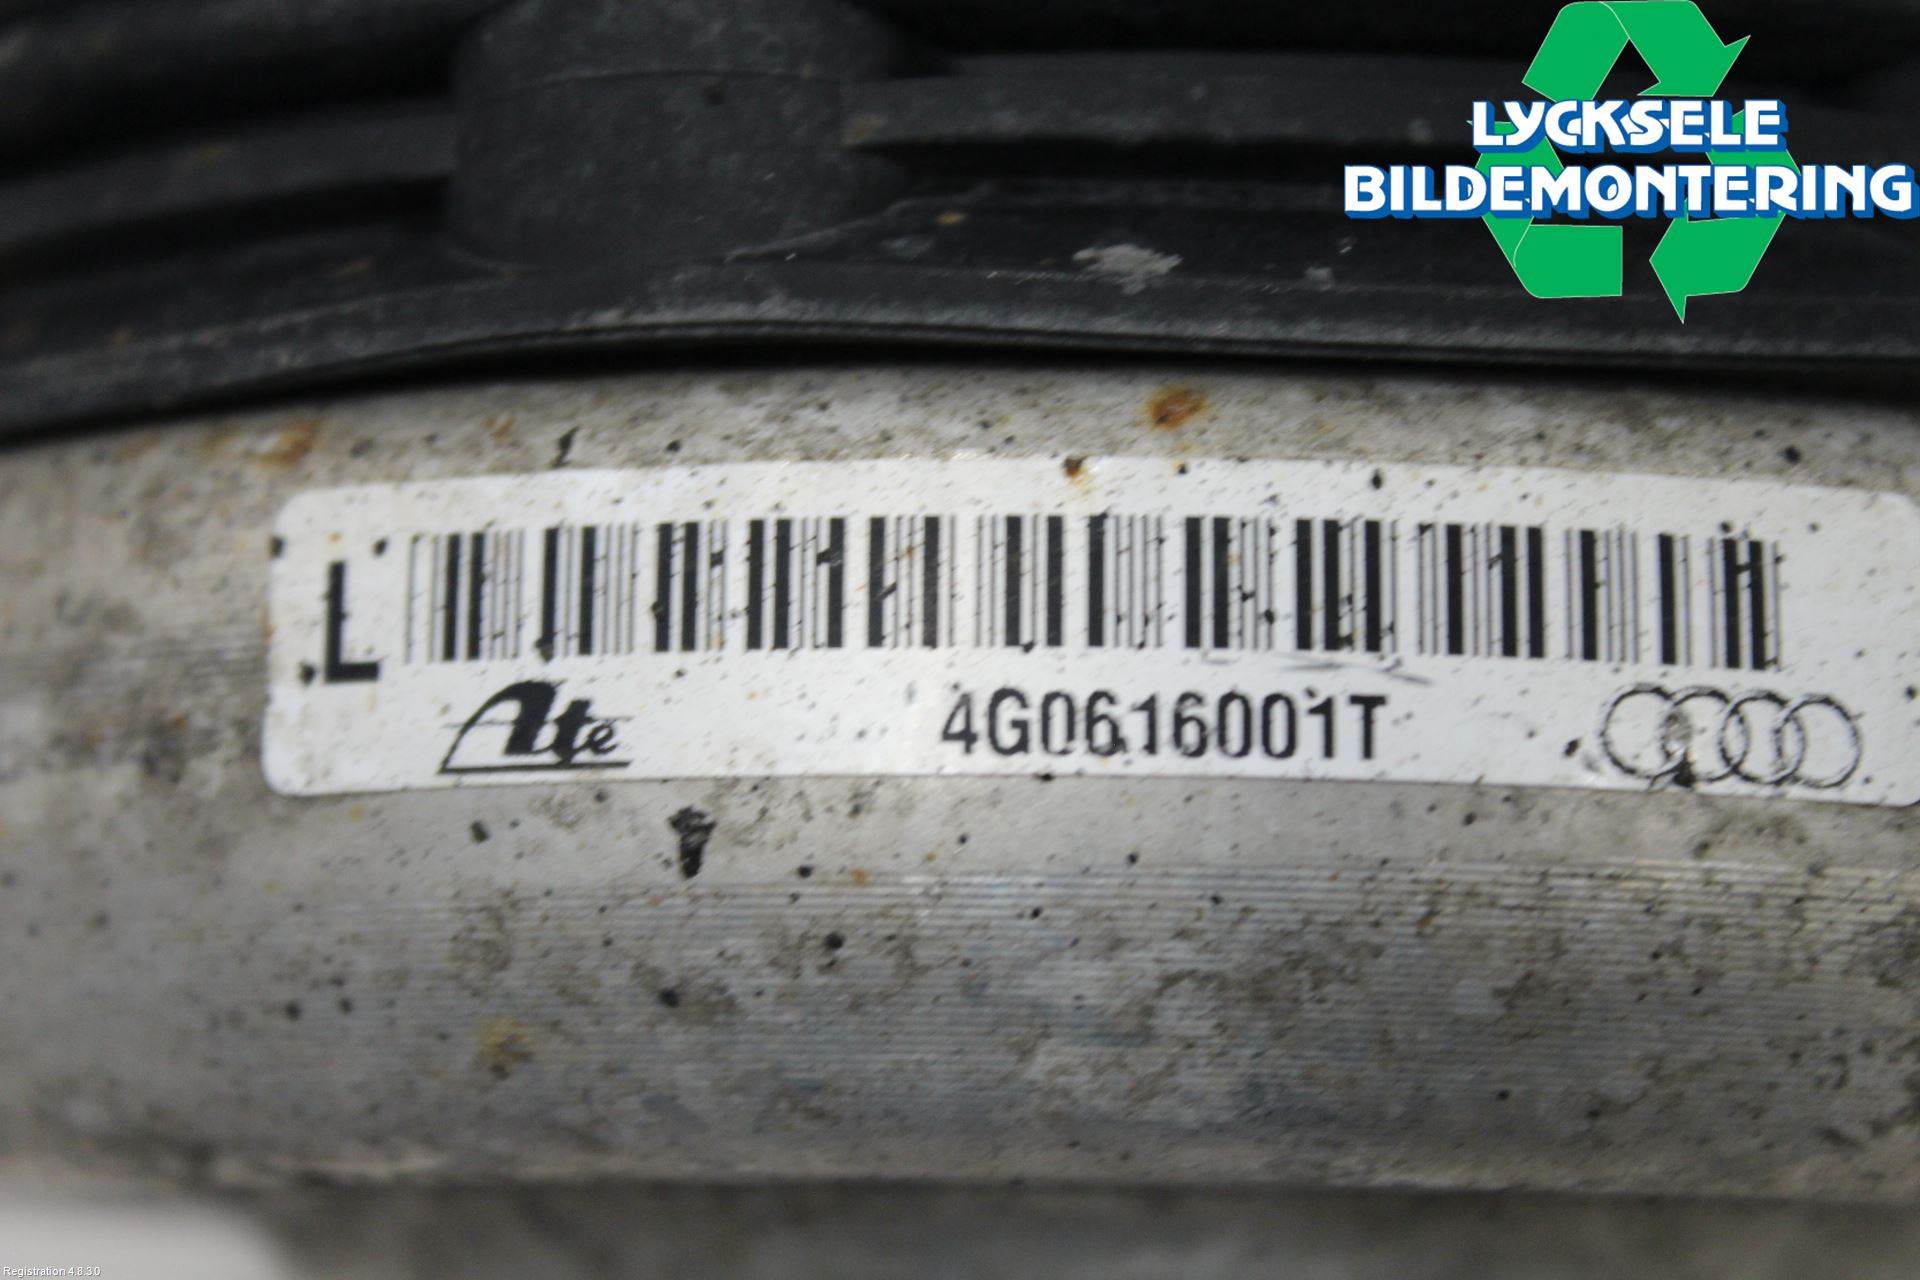 LYCKSELE
BILDEMONTERING
L
Ate
4G0616001T
Registration 4.8.3.0